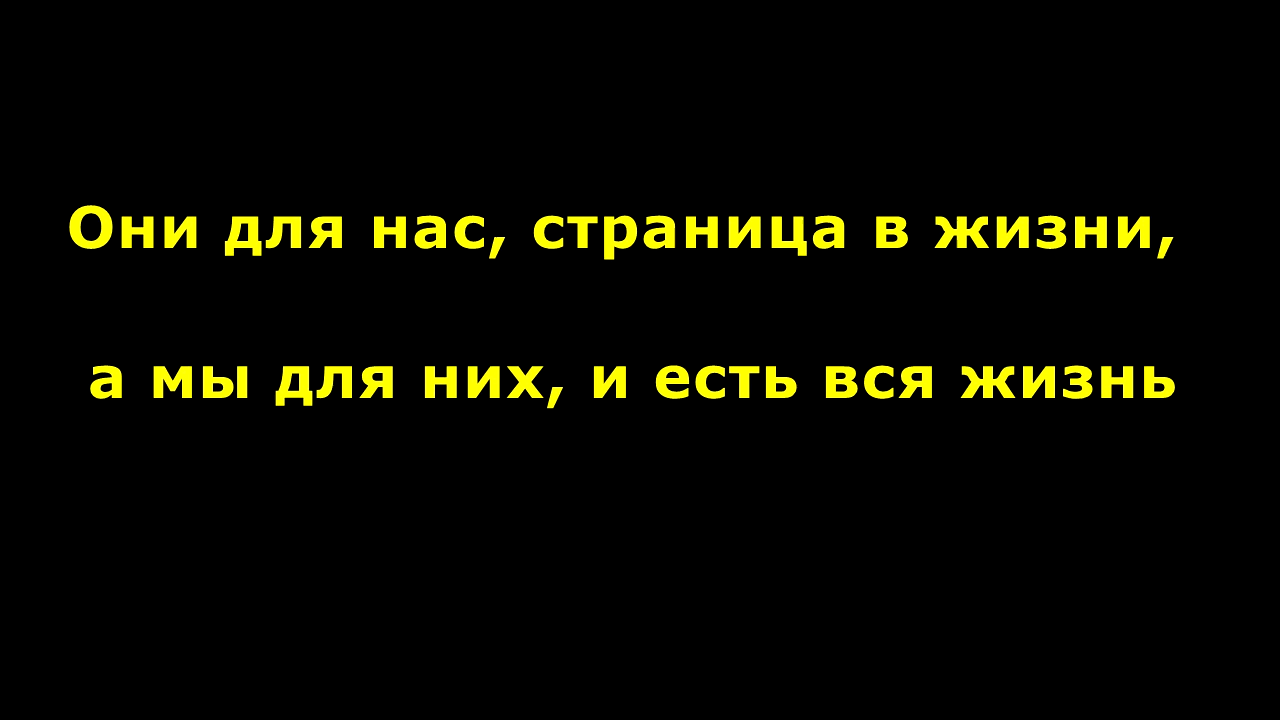 Они для нас, страница в жизни,
а мы для них, и есть вся жизнь